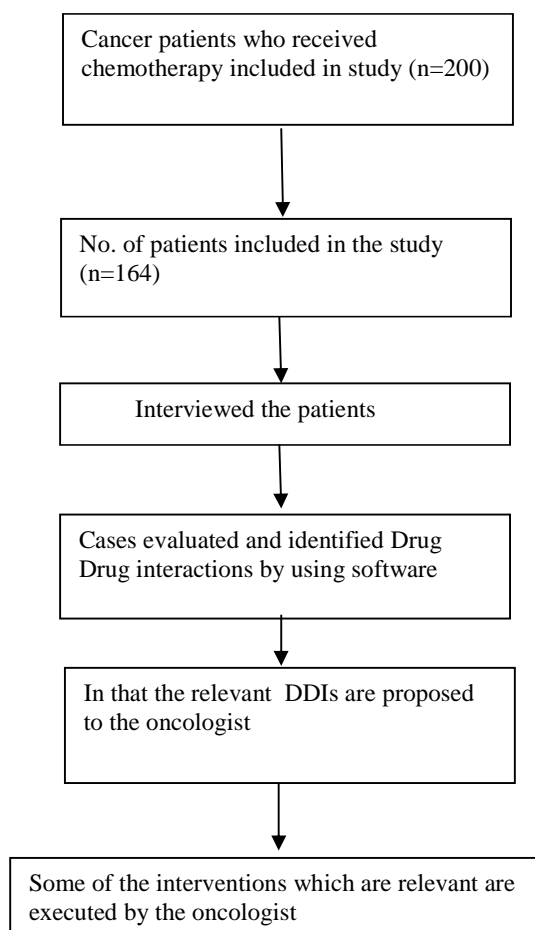 Cancer patients who received
chemotherapy included in study (n=200)
No. of patients included in the study
(n=164)
Interviewed the patients
Cases evaluated and identified Drug
Drug interactions by using software
In that the relevant DDIs are proposed
to the oncologist
Some of the interventions which are relevant are
executed by the oncologist